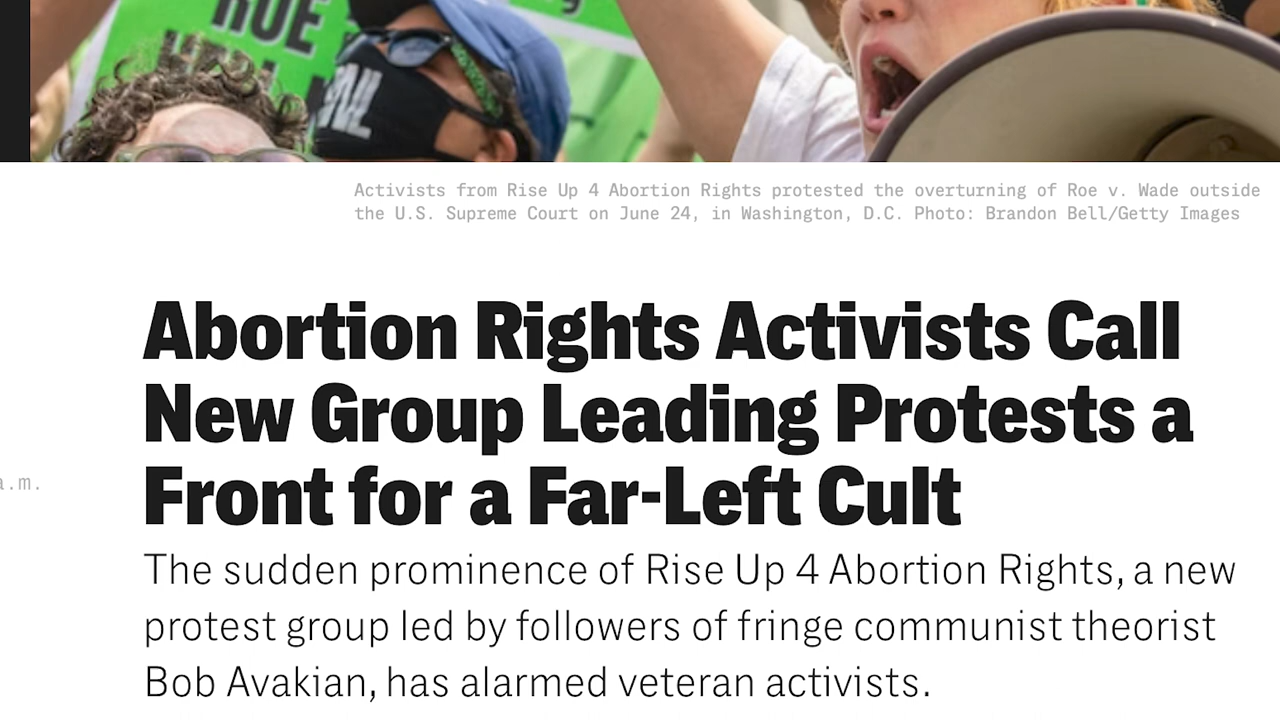 ROE
Activists from Rise Up 4 Abortion Rights protested the overturning of Roe v. Wade outside
the U.S. Supreme Court on June 24, in Washington, D.C. Photo: Brandon Bell/Getty Images
Abortion Rights Activists Call
New Group Leading Protests a
Front for a Far-Left Cult
a.m.
The sudden prominence of Rise Up 4 Abortion Rights, a new
protest group led by followers of fringe communist theorist
Bob Avakian, has alarmed veteran activists.